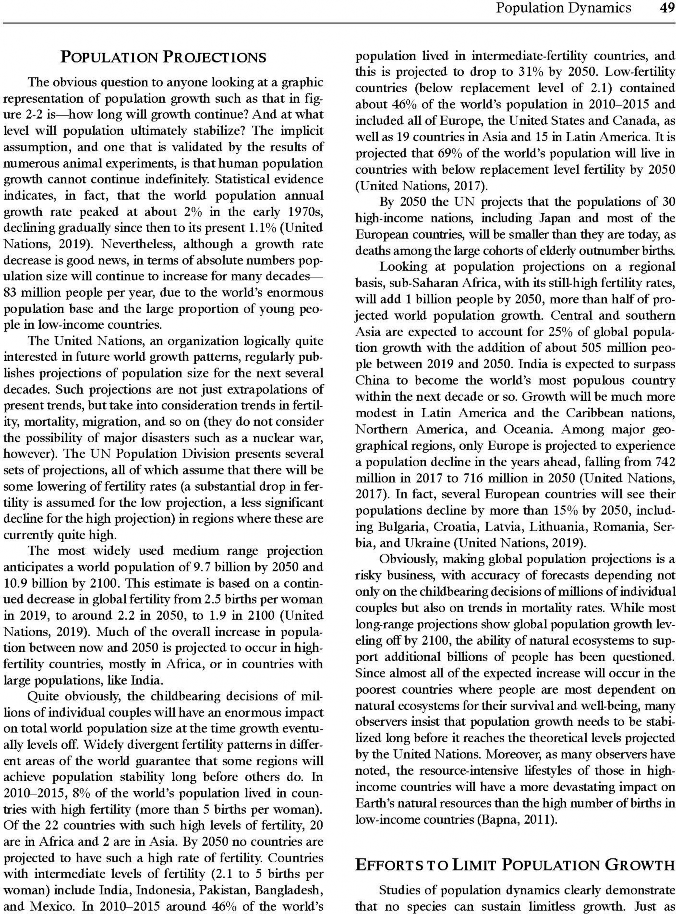 Population Dynamics 49
POPULATION PROJECTIONS
The obvious question to anyone looking at a graphic
representation of population growth such as that in fig-
ure 2-2 is—how long will growth continue? And at what
level will population ultimately stabilize? The implicit
assumption, and one that is validated by the results of
numerous animal experiments, is that human population
growth cannot continue indefinitely. Statistical evidence
indicates, in fact, that the world population annual
growth rate peaked at about 2% in the early 1970s,
declining gradually since then to its present 1.1% (United
Nations, 2019). Nevertheless, although a growth rate
decrease is good news, in terms of absolute numbers pop-
ulation size will continue to increase for many decades—
83 million people per year, due to the world's enormous
population base and the large proportion of young peo-
ple in low-income countries.
The United Nations, an organization logically quite
interested in future world growth patterns, regularly pub-
lishes projections of population size for the next several
decades. Such projections are not just extrapolations of
present trends, but take into consideration trends in fertil-
ity, mortality, migration, and so on (they do not consider
the possibility of major disasters such as a nuclear war,
however). The UN Population Division presents several
sets of projections, all of which assume that there will be
some lowering of fertility rates (a substantial drop in fer-
tility is assumed for the low projection, a less significant
decline for the high projection) in regions where these are
currently quite high.
The most widely used medium range projection
anticipates a world population of 9.7 billion by 2050 and
10.9 billion by 2100. This estimate is based on a contin-
ued decrease in global fertility from 2.5 births per woman
in 2019, to around 2.2 in 2050, to 1.9 in 2100 (United
Nations, 2019). Much of the overall increase in popula-
tion between now and 2050 is projected to occur in high-
fertility countries, mostly in Africa, or in countries with
large populations, like India.
Quite obviously, the childbearing decisions of mil-
lions of individual couples will have an enormous impact
on total world population size at the time growth eventu-
ally levels off. Widely divergent fertility patterns in differ-
ent areas of the world guarantee that some regions will
achieve population stability long before others do. In
2010–2015, 8% of the world's population lived in coun-
tries with high fertility (more than 5 births per woman).
Of the 22 countries with such high levels of fertility, 20
are in Africa and 2 are in Asia. By 2050 no countries are
projected to have such a high rate of fertility. Countries
with intermediate levels of fertility (2.1 to 5 births per
woman) include India, Indonesia, Pakistan, Bangladesh,
and Mexico. In 2010–2015 around 46% of the world's
population lived in intermediate-fertility countries, and
this is projected to drop to 31% by 2050. Low-fertility
countries (below replacement level of 2.1) contained
about 46% of the world's population in 2010–2015 and
included all of Europe, the United States and Canada, as
well as 19 countries in Asia and 15 in Latin America. It is
projected that 69% of the world's population will live in
countries with below replacement level fertility by 2050
(United Nations, 2017).
By 2050 the UN projects that the populations of 30
high-income nations, including Japan and most of the
European countries, will be smaller than they are today, as
deaths among the large cohorts of elderly outnumber births.
Looking at population projections on a regional
basis, sub-Saharan Africa, with its still-high fertility rates,
will add 1 billion people by 2050, more than half of pro-
jected world population growth. Central and southern
Asia are expected to account for 25% of global popula-
tion growth with the addition of about 505 million peo-
ple between 2019 and 2050. India is expected to surpass
China to become the world's most populous country
within the next decade or so. Growth will be much more
modest in Latin America and the Caribbean nations,
Northern America, and Oceania. Among major geo-
graphical regions, only Europe is projected to experience
a population decline in the years ahead, falling from 742
million in 2017 to 716 million in 2050 (United Nations,
2017). In fact, several European countries will see their
populations decline by more than 15% by 2050, includ-
ing Bulgaria, Croatia, Latvia, Lithuania, Romania, Ser-
bia, and Ukraine (United Nations, 2019).
Obviously, making global population projections is a
risky business, with accuracy of forecasts depending not
only on the childbearing decisions of millions of individual
couples but also on trends in mortality rates. While most
long-range projections show global population growth lev-
eling off by 2100, the ability of natural ecosystems to sup-
port additional billions of people has been questioned.
Since almost all of the expected increase will occur in the
poorest countries where people are most dependent on
natural ecosystems for their survival and well-being, many
observers insist that population growth needs to be stabi-
lized long before it reaches the theoretical levels projected
by the United Nations. Moreover, as many observers have
noted, the resource-intensive lifestyles of those in high-
income countries will have a more devastating impact on
Earth's natural resources than the high number of births in
low-income countries (Bapna, 2011).
EFFORTS TO LIMIT POPULATION GROWTH
Studies of population dynamics clearly demonstrate
that no species can sustain limitless growth. Just as